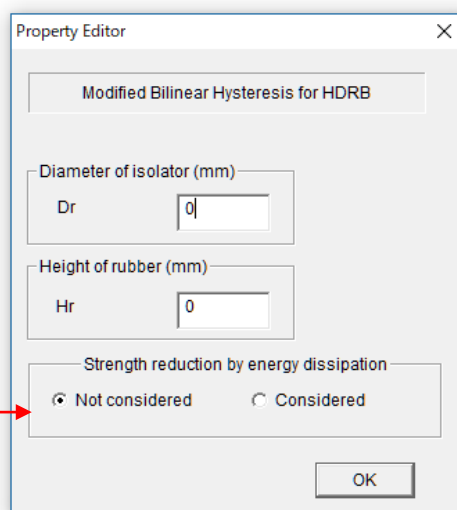 Property Editor
Modified Bilinear Hysteresis for HDRB
Diameter of isolator (mm)
Dr 0
Height of rubber (mm)
Hr 0
Strength reduction by energy dissipation
Not considered Considered
OK